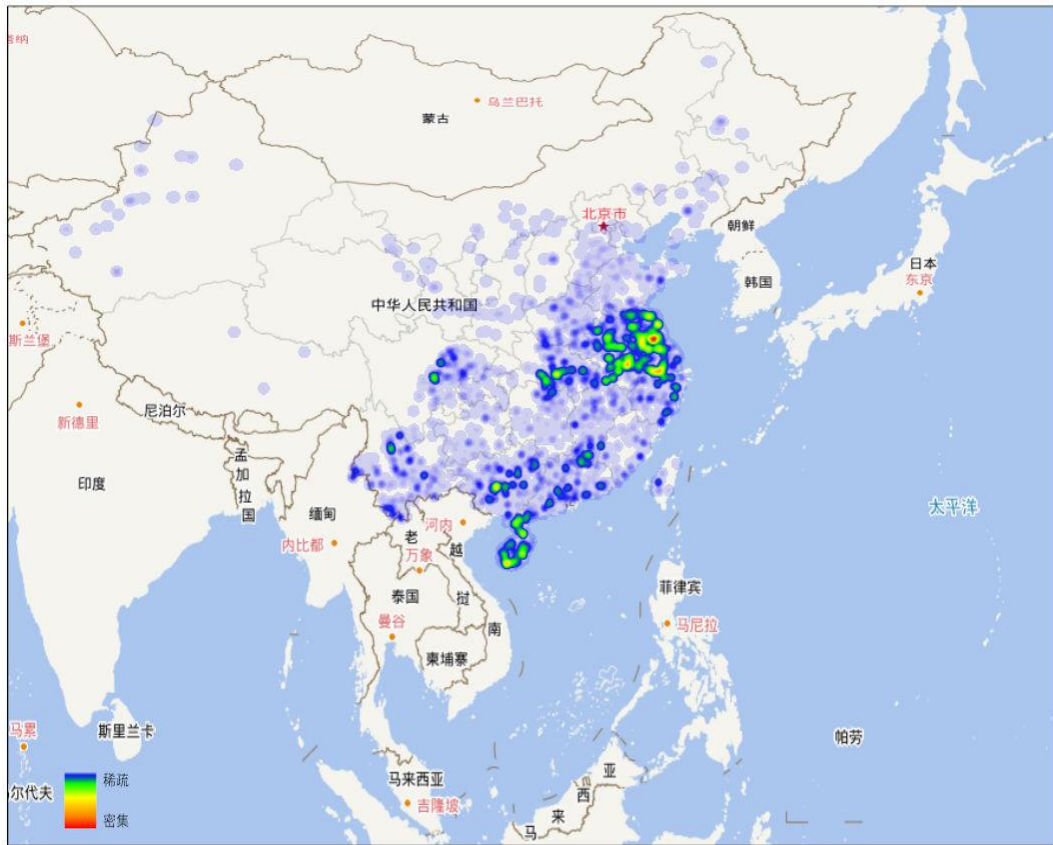 塔纳
乌兰巴托
蒙古
北京市
朝鲜
日本
东京
韩国
中华人民共和国
斯兰堡
新德里
尼泊尔
孟加拉国
印度
缅甸
河内
内比都
老
万象
越
太平洋
泰国
挝
菲律宾
曼谷
南
马尼拉
柬埔寨
马累
斯里兰卡
帕劳
稀疏
马来西亚
亚
尔代夫
西
密集
吉隆坡
来
马